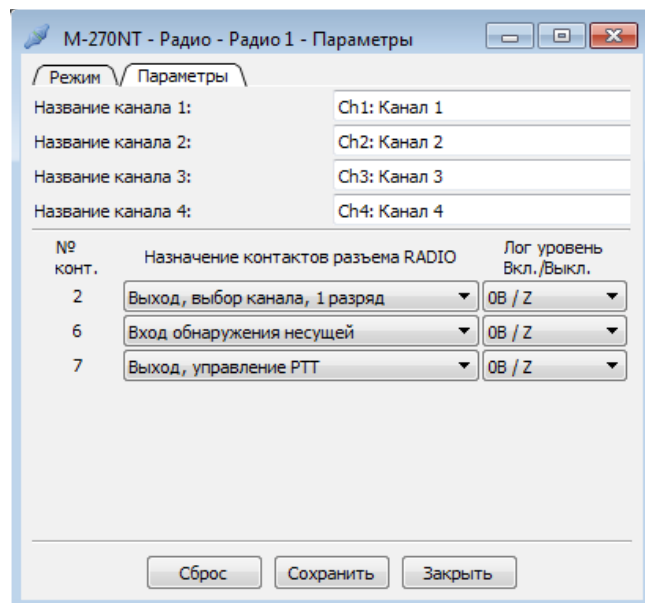 M-270NT - Радио - Радио 1 - Параметры
Режим Параметры
Название канала 1: Ch1: Канал 1
Название канала 2: Ch2: Канал 2
Название канала 3: Ch3: Канал 3
Название канала 4: Ch4: Канал 4
№ конт. Назначение контактов разъема RADIO Лог уровень Вкл./Выкл.
2 Выход, выбор канала, 1 разряд 0В / Z
6 Вход обнаружения несущей 0В / Z
7 Выход, управление PTT 0В / Z
Сброс Сохранить Закрыть